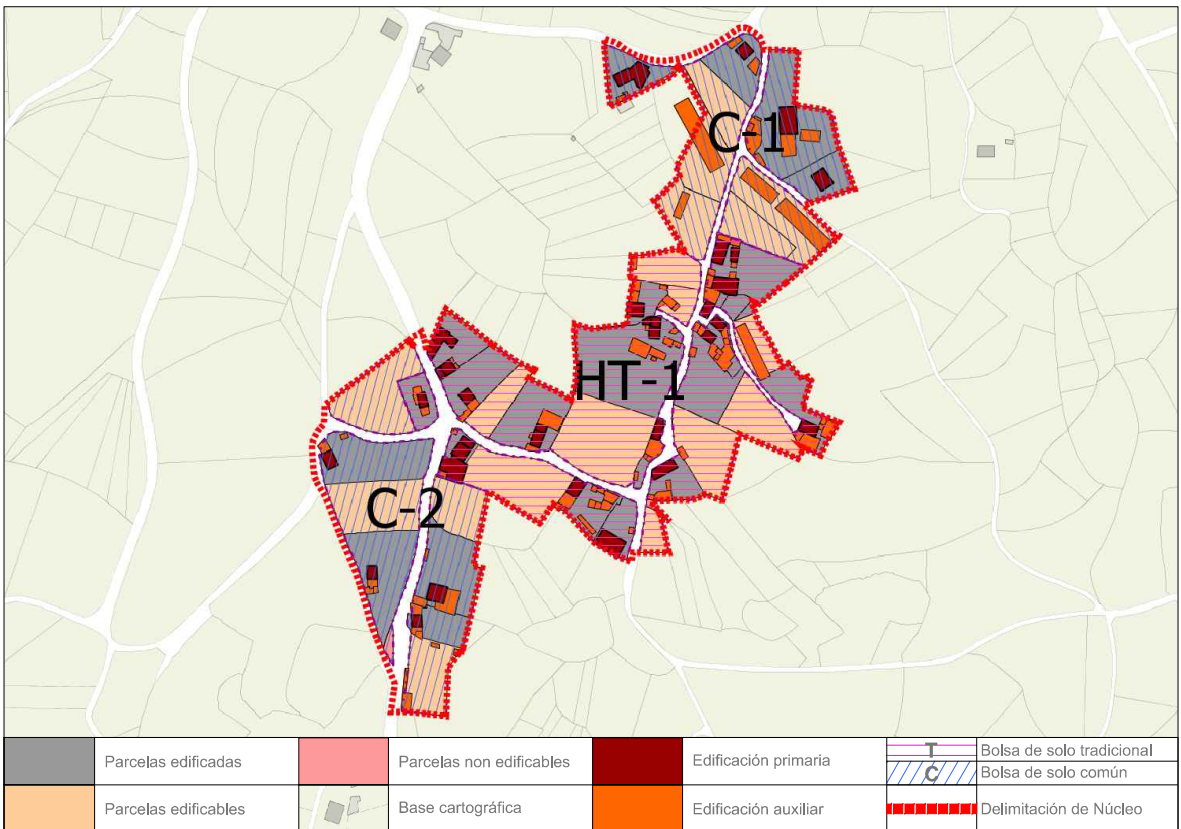 C-1
HT-1
C-2
Parcelas edificadas
Parcelas non edificables
Edificación primaria
T
Bolsa de solo tradicional
C
Bolsa de solo común
Parcelas edificables
Base cartográfica
Edificación auxiliar
Delimitación de Núcleo